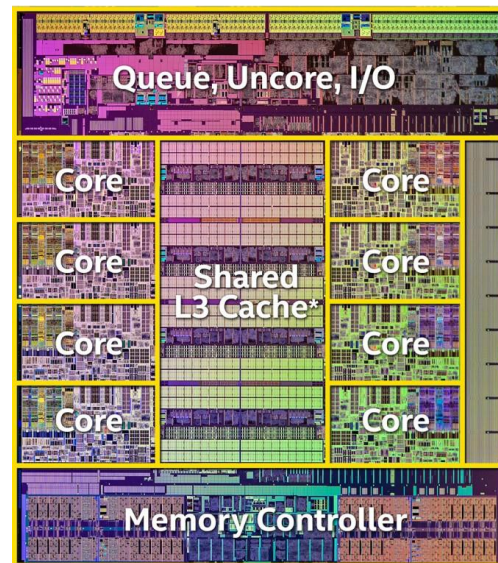 Queue, Uncore, I/O
Core
Core
Core
Core
Shared
L3 Cache*
Core
Core
Core
Core
Memory Controller